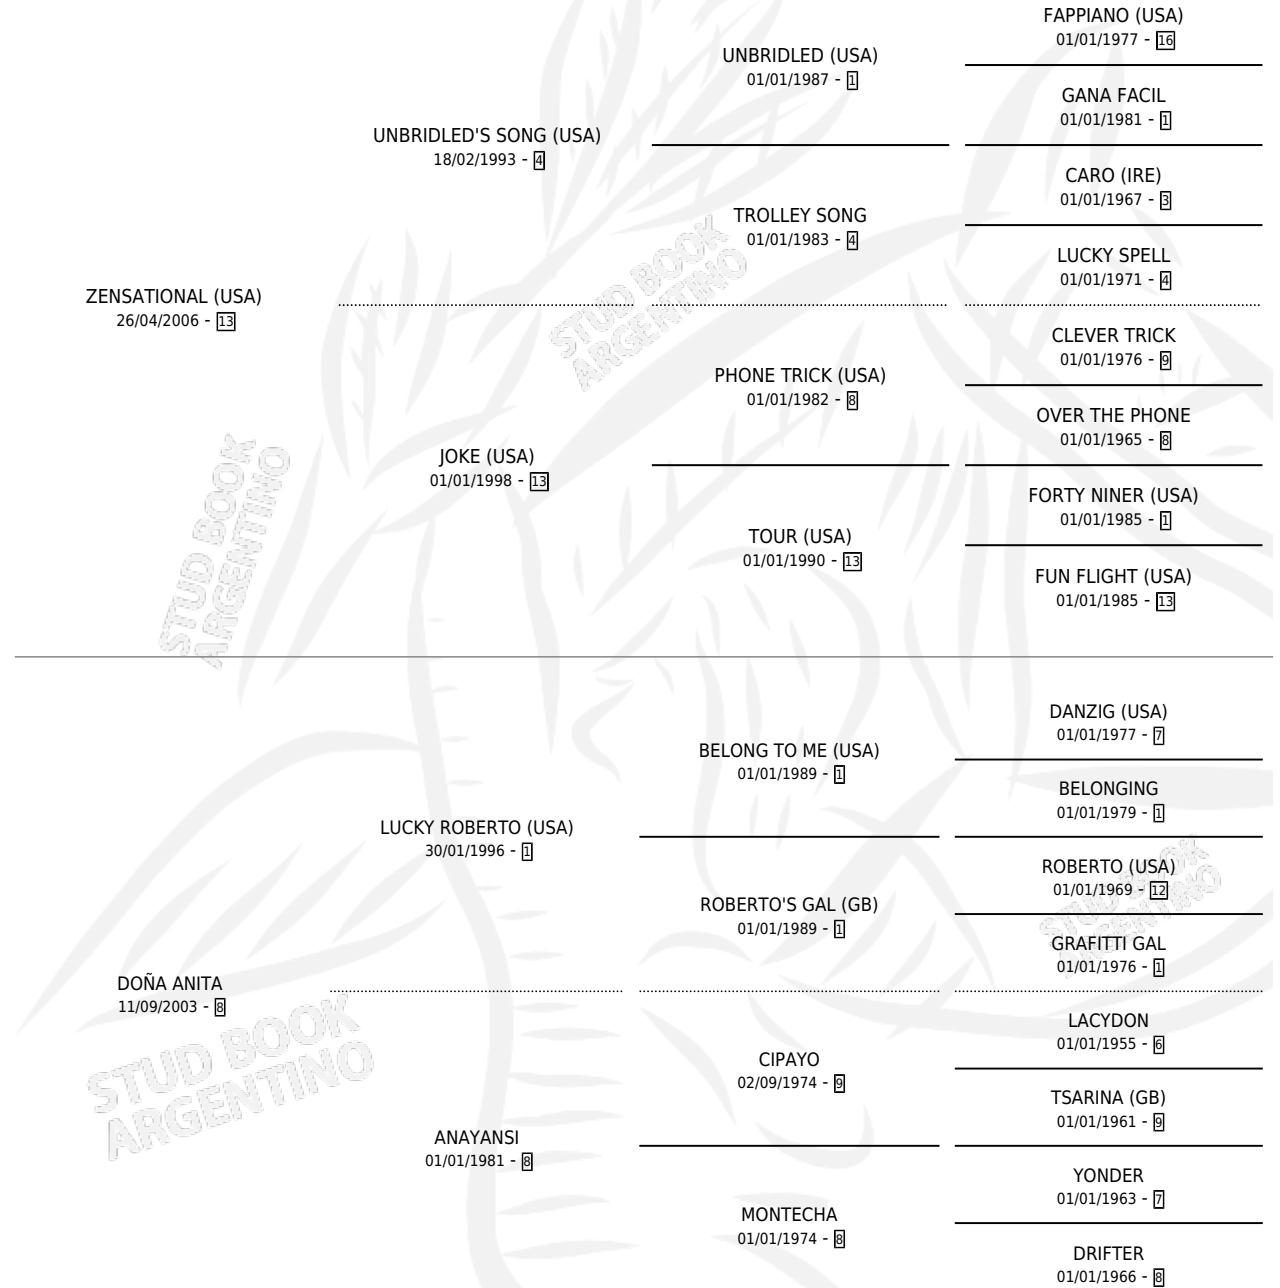 FAPPIANO (USA)
01/01/1977 - 16
UNBRIDLED (USA)
01/01/1987 - 1
GANA FACIL
01/01/1981 - 1
UNBRIDLED'S SONG (USA)
18/02/1993 - 4
CARO (IRE)
01/01/1967 - 3
TROLLEY SONG
01/01/1983 - 4
LUCKY SPELL
01/01/1971 - 4
ZENSATIONAL (USA)
26/04/2006 - 13
CLEVER TRICK
01/01/1976 - 9
PHONE TRICK (USA)
01/01/1982 - 8
OVER THE PHONE
01/01/1965 - 8
JOKE (USA)
01/01/1998 - 13
FORTY NINER (USA)
01/01/1985 - 1
TOUR (USA)
01/01/1990 - 13
FUN FLIGHT (USA)
01/01/1985 - 13
DANZIG (USA)
01/01/1977 - 7
BELONG TO ME (USA)
01/01/1989 - 1
BELONGING
01/01/1979 - 1
LUCKY ROBERTO (USA)
30/01/1996 - 1
ROBERTO (USA)
01/01/1969 - 12
ROBERTO'S GAL (GB)
01/01/1989 - 1
GRAFITTI GAL
01/01/1976 - 1
DOÑA ANITA
11/09/2003 - 8
LACYDON
01/01/1955 - 6
CIPAYO
02/09/1974 - 9
TSARINA (GB)
01/01/1961 - 9
ANAYANSI
01/01/1981 - 8
YONDER
01/01/1963 - 7
MONTECHA
01/01/1974 - 8
DRIFTER
01/01/1966 - 8
STUD BOOK
ARGENTINO
STUD BOOK
ARGENTINO
STUD BOOK
ARGENTINO
STUD BOOK
ARGENTINO